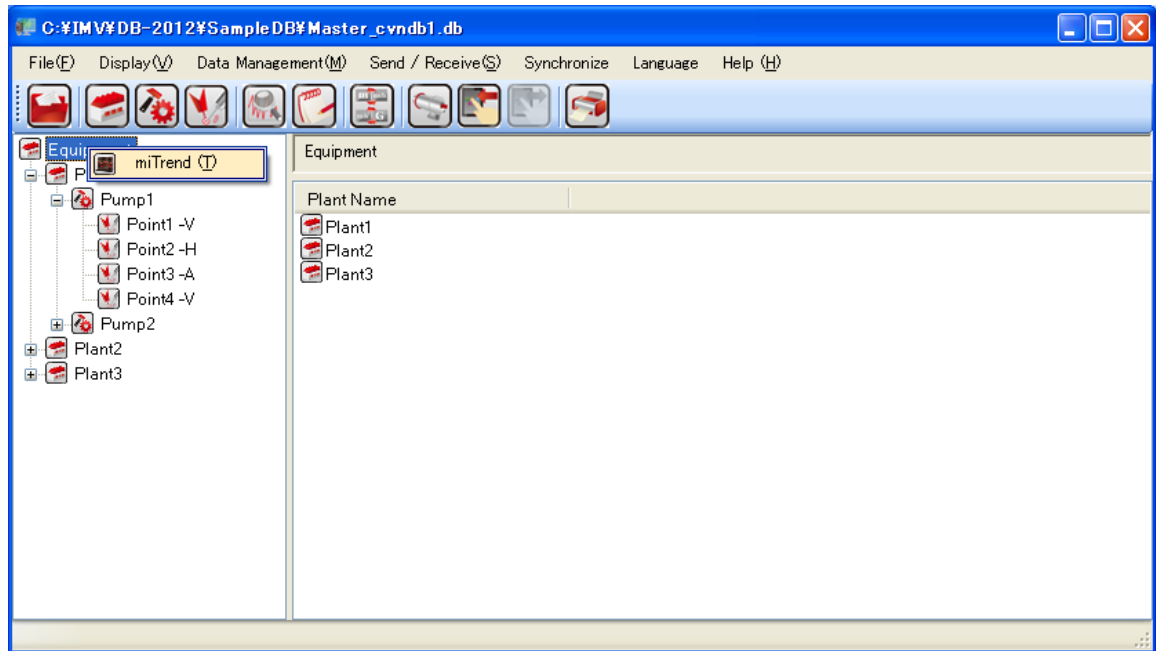 C:¥IMV¥DB-2012¥SampleDB¥Master_cvndb1.db
File(F) Display(V) Data Management(M) Send / Receive(S) Synchronize Language Help (H)
Equipment
miTrend (T)
Pump1
Point1 -V
Point2 -H
Point3 -A
Point4 -V
Pump2
Plant2
Plant3
Plant Name
Plant1
Plant2
Plant3